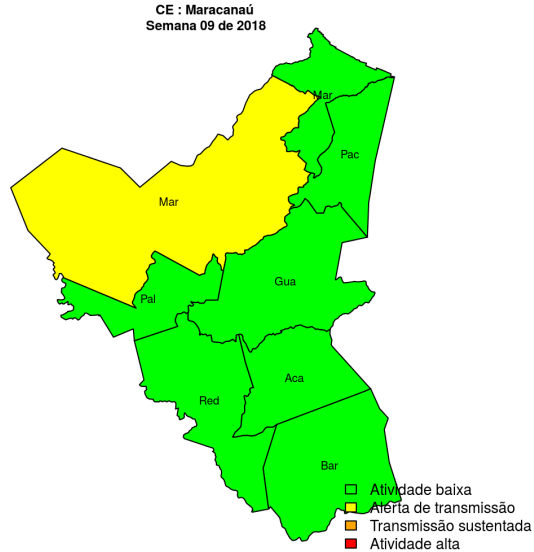 CE : Maracanaú
Semana 09 de 2018
Mar
Pac
Mar
Gua
Pal
Aca
Red
Bar
Atividade baixa
Alerta de transmissão
Transmissão sustentada
Atividade alta